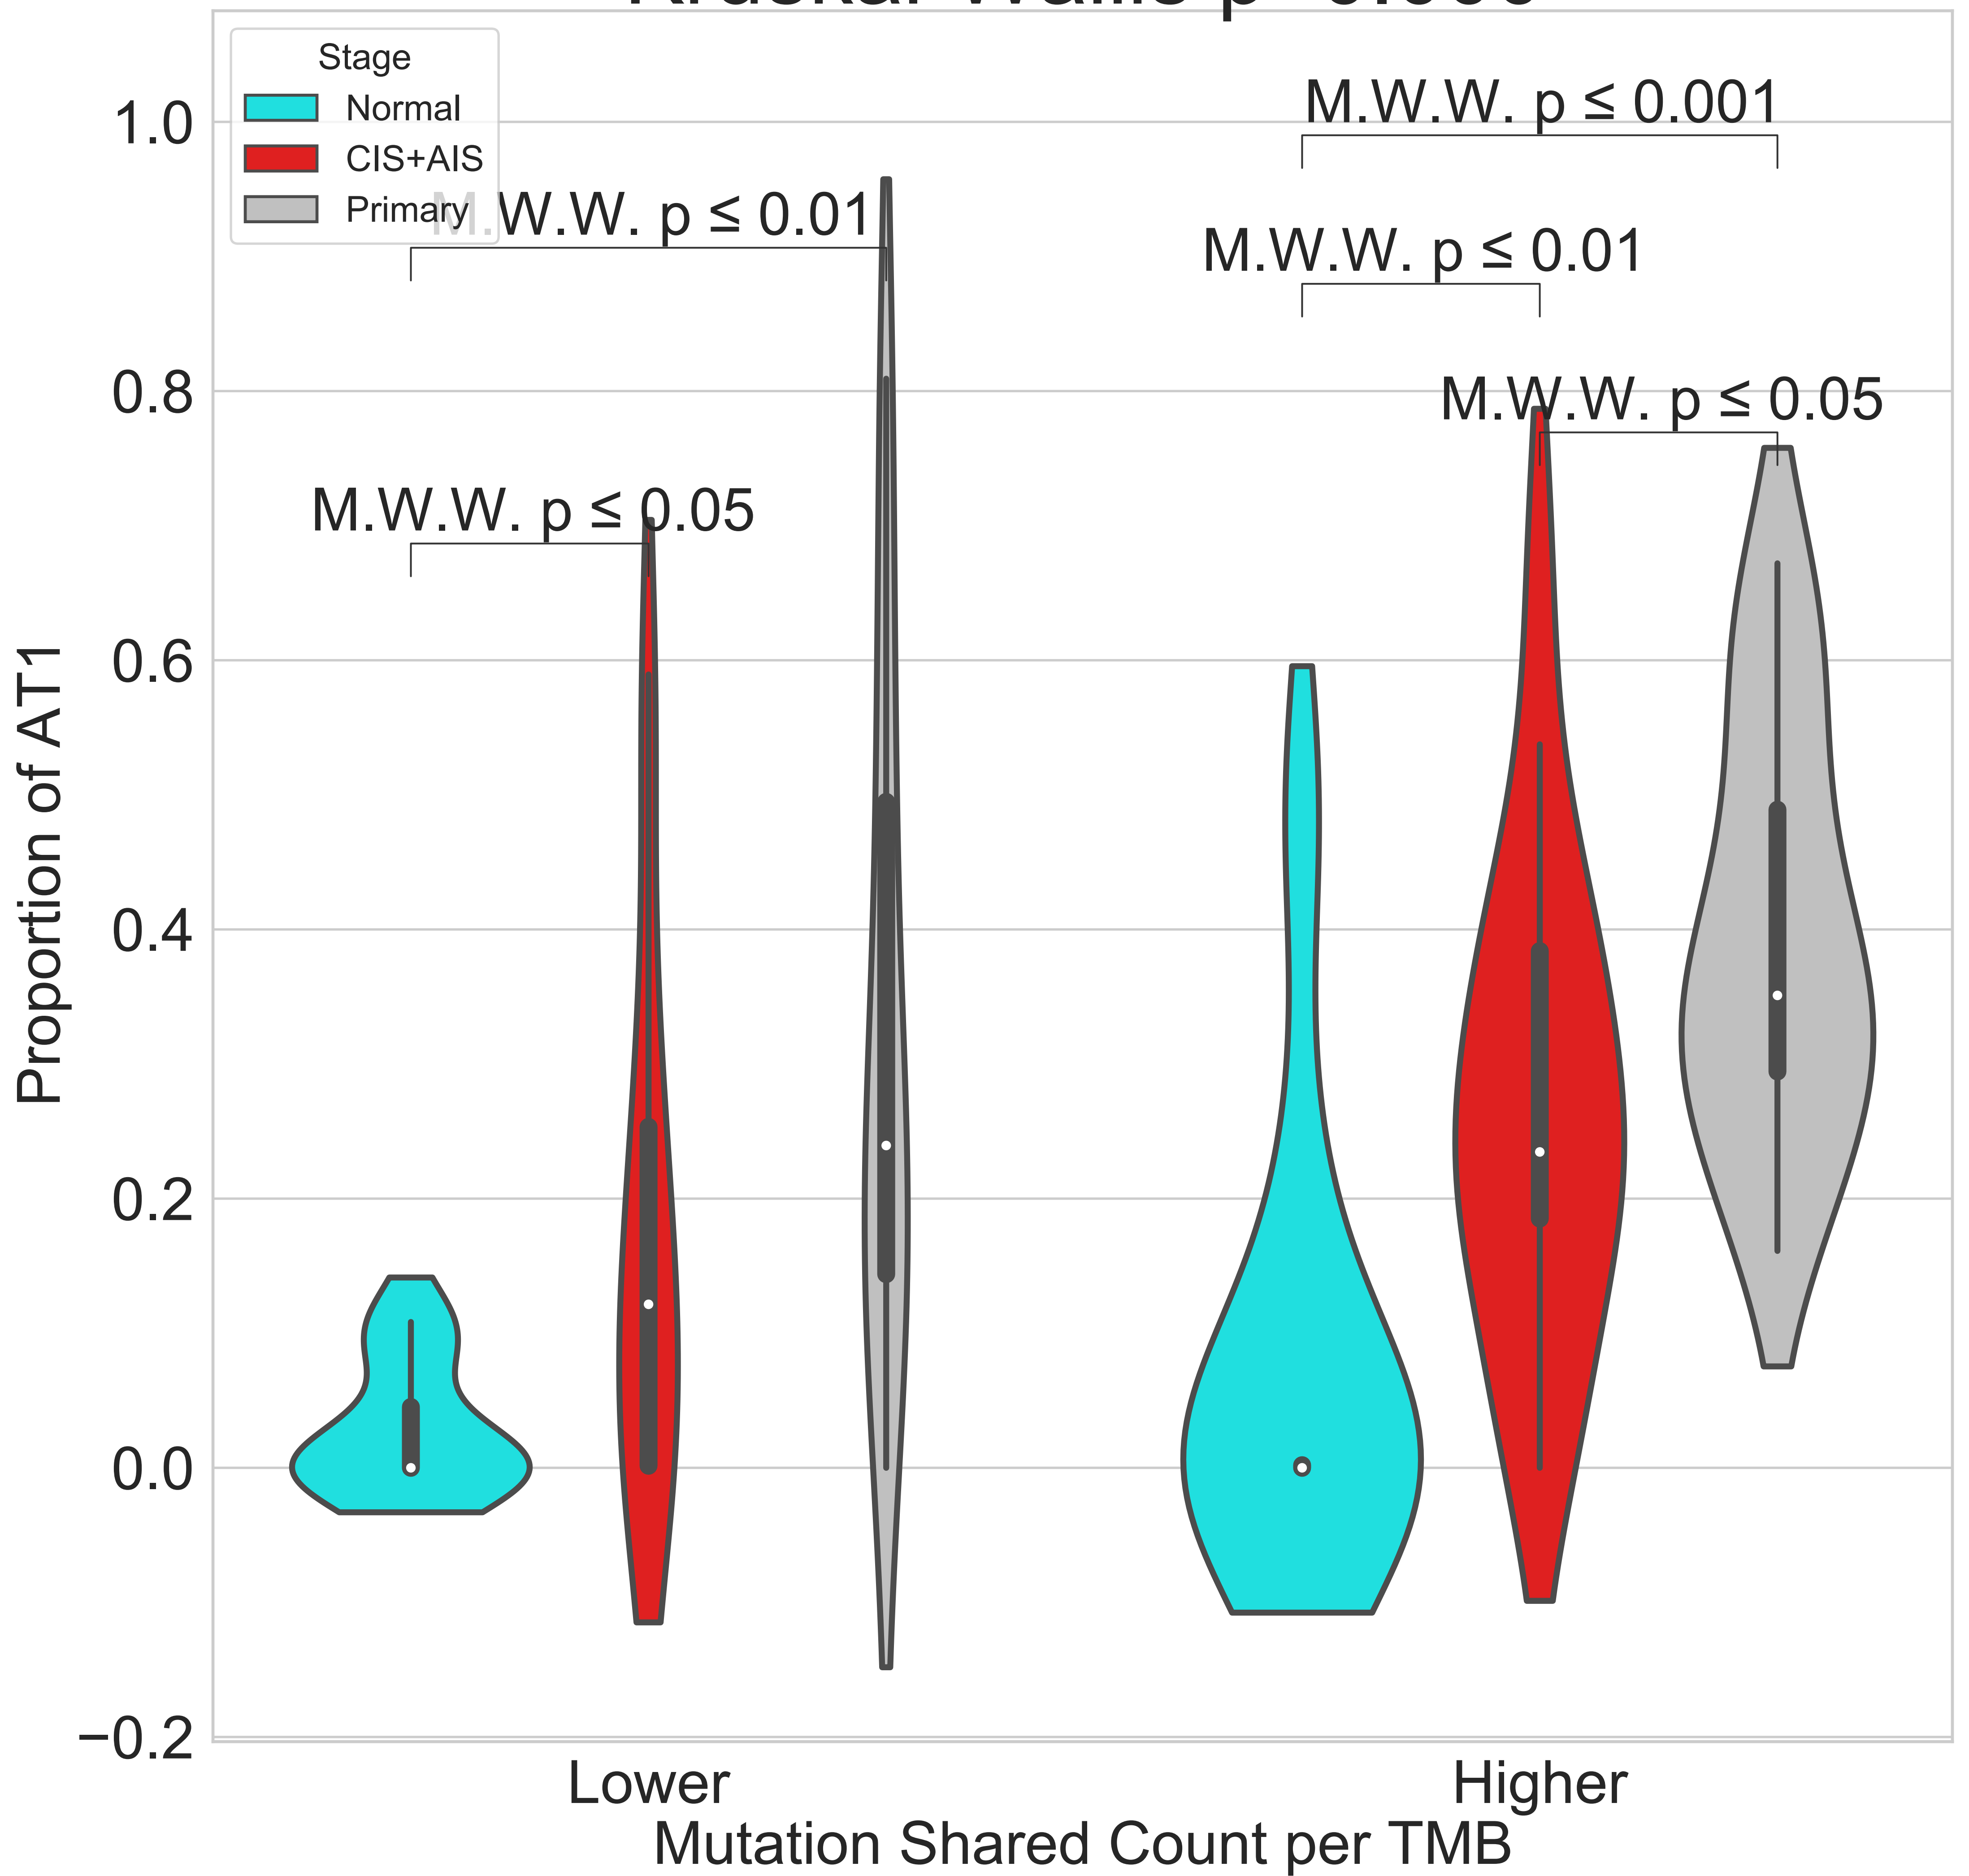 Stage
Normal
CIS+AIS
Primary
M.W.W. p ≤ 0.001
M.W.W. p ≤ 0.01
M.W.W. p ≤ 0.01
M.W.W. p ≤ 0.05
M.W.W. p ≤ 0.05
1.0
0.8
0.6
0.4
0.2
0.0
−0.2
Proportion of AT1
Lower
Higher
Mutation Shared Count per TMB